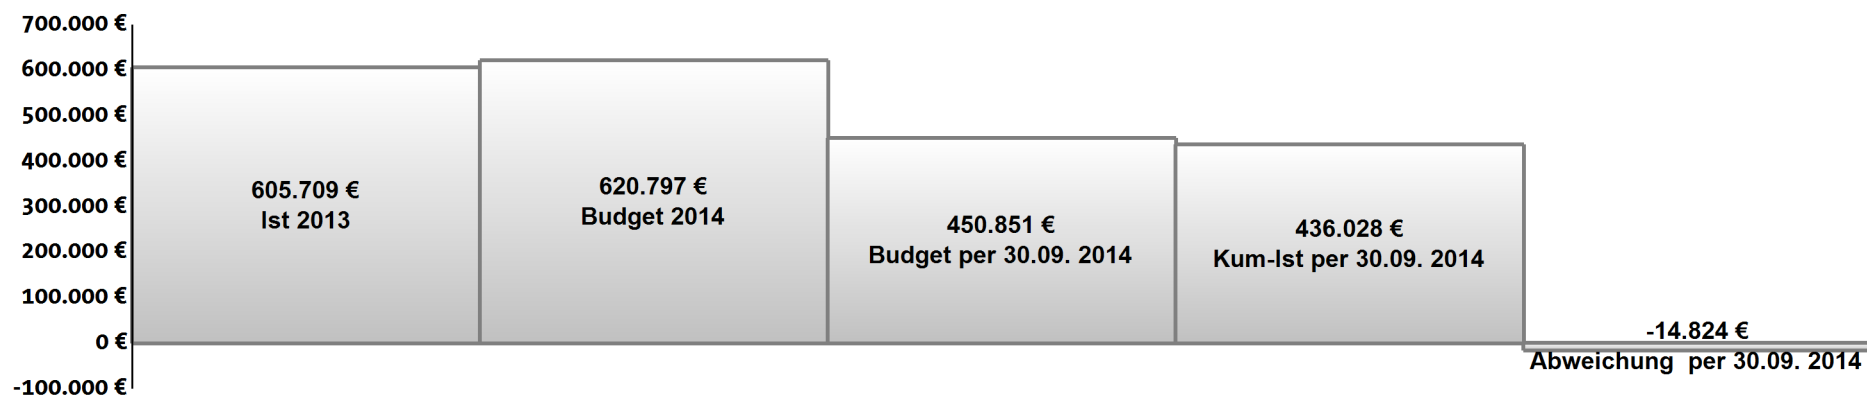 700.000 €
600.000 €
500.000 €
400.000 €
300.000 €
200.000 €
100.000 €
0 €
-100.000 €
605.709 €
Ist 2013
620.797 €
Budget 2014
450.851 €
Budget per 30.09. 2014
436.028 €
Kum-Ist per 30.09. 2014
-14.824 €
Abweichung  per 30.09. 2014